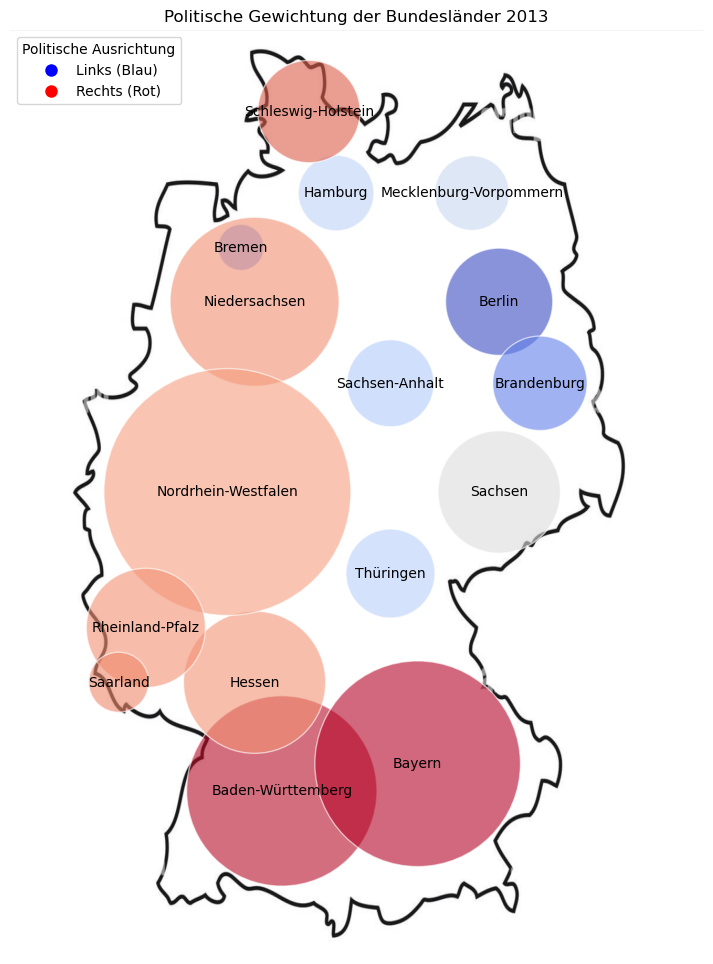 Politische Gewichtung der Bundesländer 2013
Politische Ausrichtung
Links (Blau)
Rechts (Rot)
Schleswig-Holstein
Hamburg
Mecklenburg-Vorpommern
Bremen
Niedersachsen
Berlin
Sachsen-Anhalt
Brandenburg
Nordrhein-Westfalen
Sachsen
Thüringen
Rheinland-Pfalz
Saarland
Hessen
Bayern
Baden-Württemberg